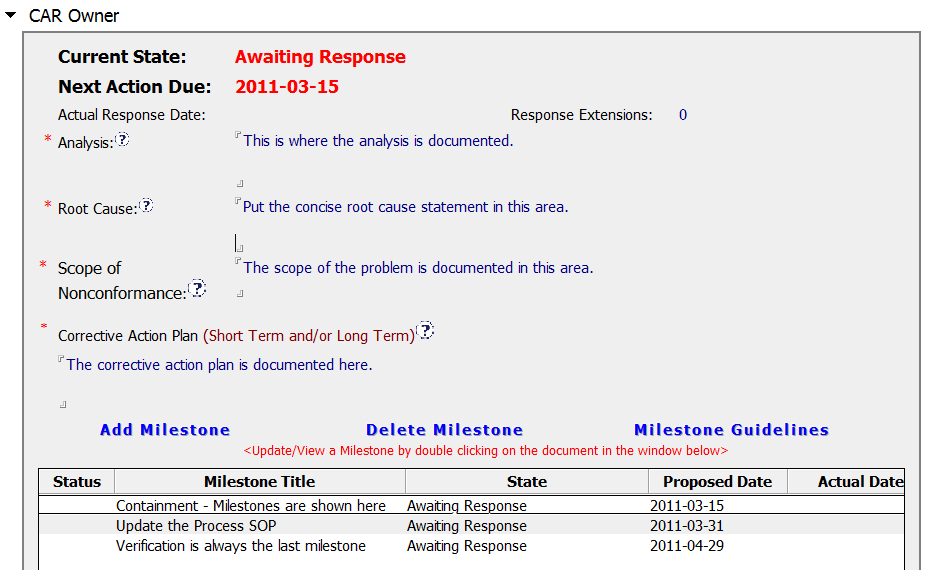 CAR Owner
Current State: Awaiting Response
Next Action Due: 2011-03-15
Actual Response Date: Response Extensions: 0
* Analysis: ? This is where the analysis is documented.
* Root Cause: ? Put the concise root cause statement in this area.
* Scope of The scope of the problem is documented in this area.
Nonconformance: ?
* Corrective Action Plan (Short Term and/or Long Term) ?
The corrective action plan is documented here.
Add Milestone Delete Milestone Milestone Guidelines
<Update/View a Milestone by double clicking on the document in the window below>
Status Milestone Title State Proposed Date Actual Date
Containment - Milestones are shown here Awaiting Response 2011-03-15
Update the Process SOP Awaiting Response 2011-03-31
Verification is always the last milestone Awaiting Response 2011-04-29